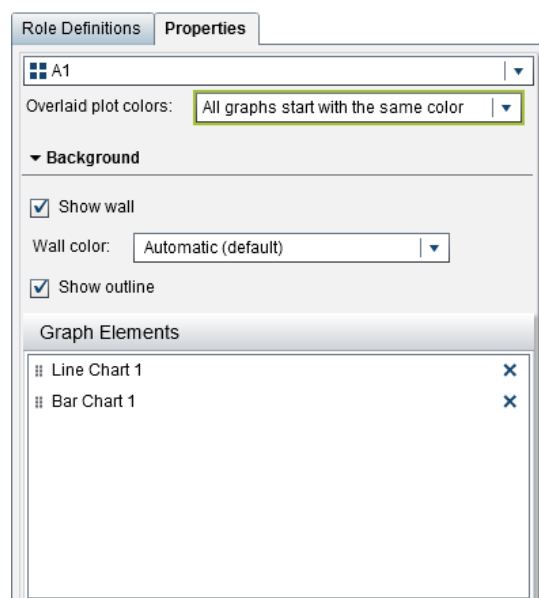 Role Definitions Properties
A1
Overlaid plot colors: All graphs start with the same color
Background
Show wall
Wall color: Automatic (default)
Show outline
Graph Elements
Line Chart 1
Bar Chart 1